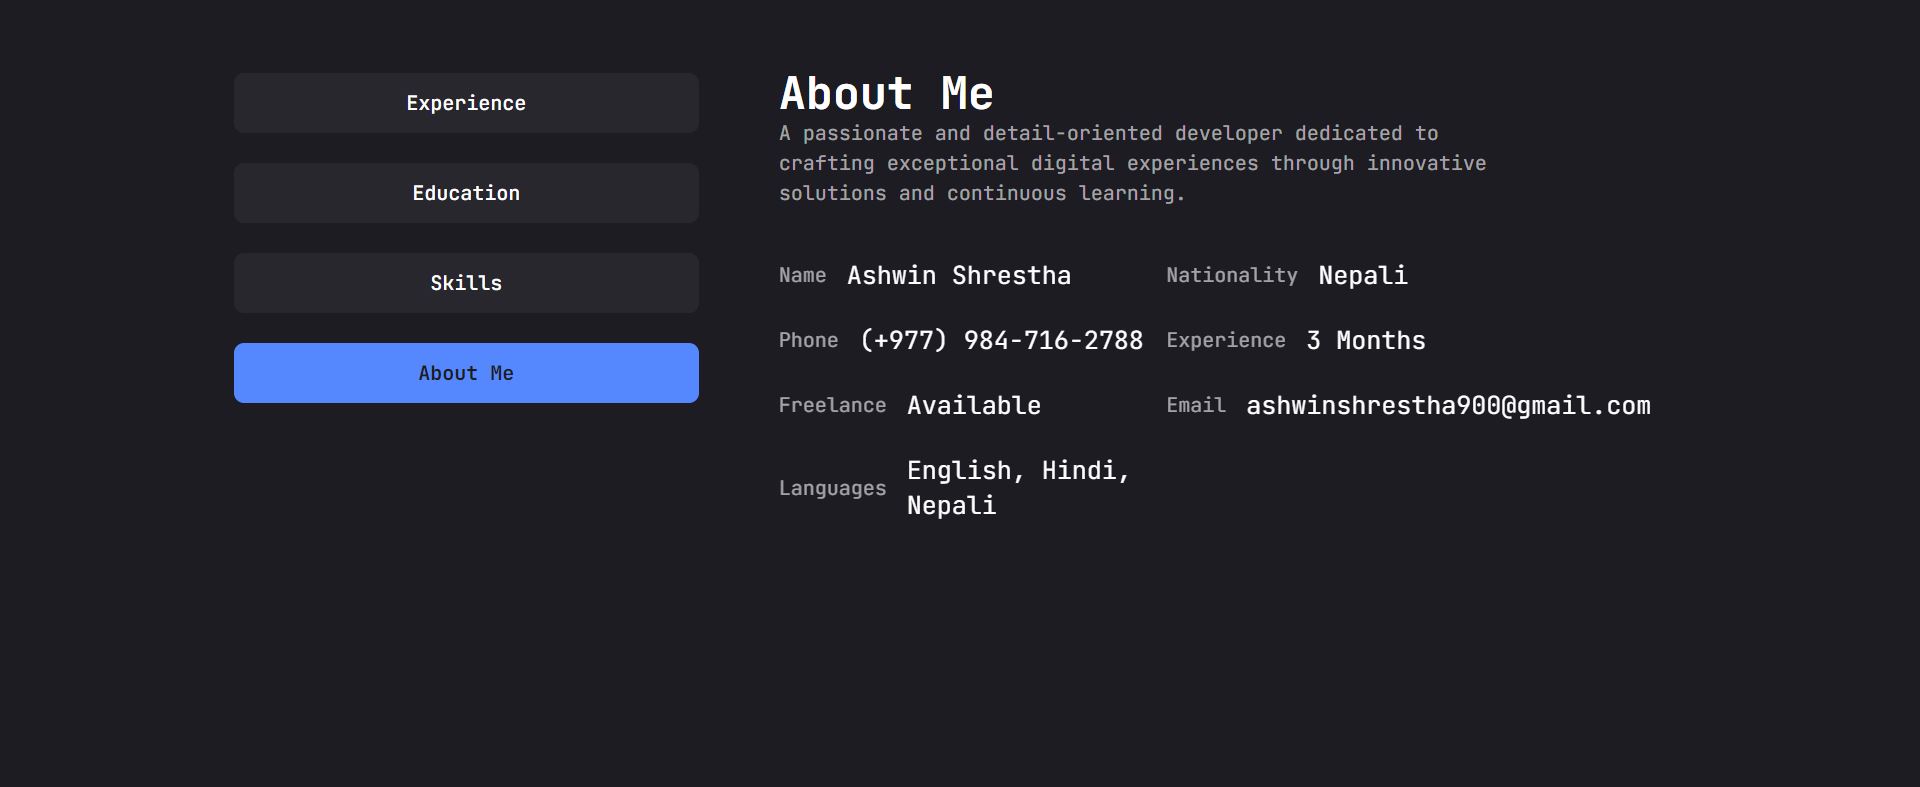 Experience
Education
Skills
About Me
About Me
A passionate and detail-oriented developer dedicated to
crafting exceptional digital experiences through innovative
solutions and continuous learning.
Name Ashwin Shrestha Nationality Nepali
Phone (+977) 984-716-2788 Experience 3 Months
Freelance Available Email ashwinshrestha900@gmail.com
Languages English, Hindi,
Nepali